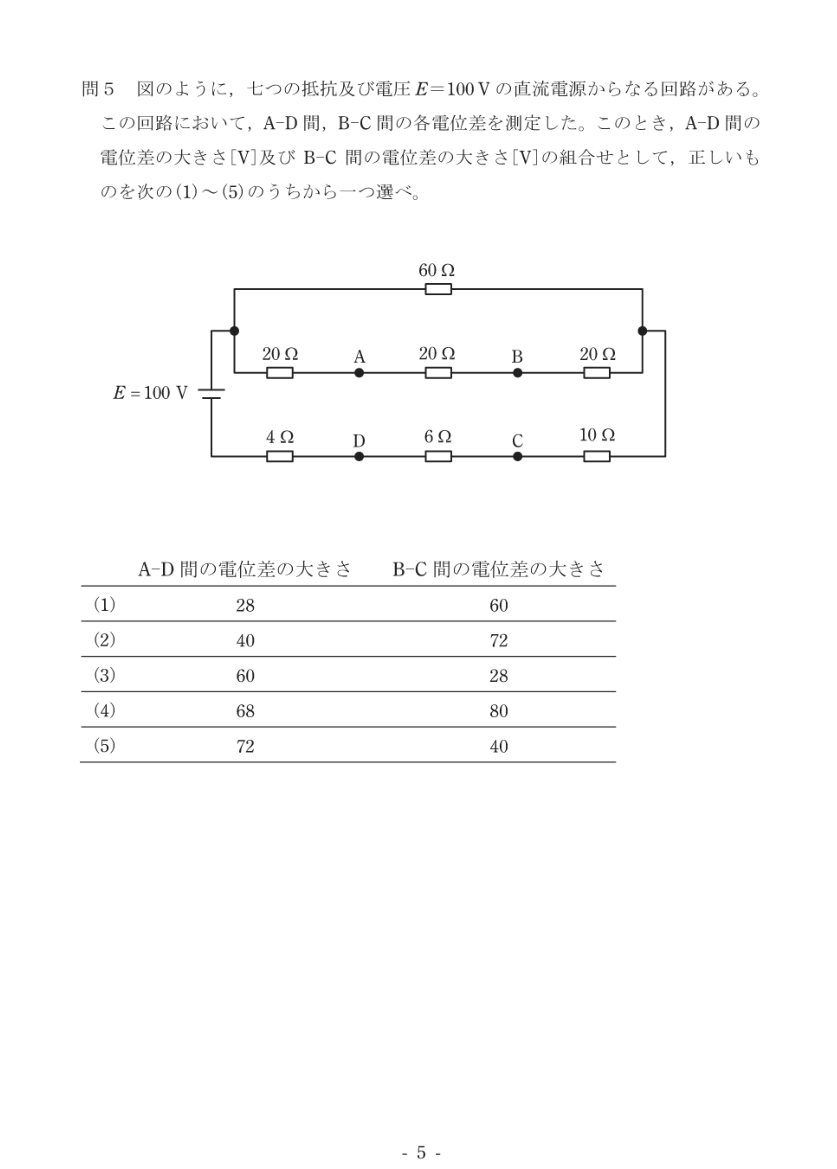 問５　図のように，七つの抵抗及び電圧 E＝100 V の直流電源からなる回路がある。
この回路において，A-D 間，B-C 間の各電位差を測定した。このとき，A-D 間の
電位差の大きさ[V]及び B-C 間の電位差の大きさ[V]の組合せとして，正しいも
のを次の(1)～(5)のうちから一つ選べ。
60 Ω
20 Ω A 20 Ω B 20 Ω
E = 100 V
4 Ω D 6 Ω C 10 Ω
A-D 間の電位差の大きさ B-C 間の電位差の大きさ
(1) 28 60
(2) 40 72
(3) 60 28
(4) 68 80
(5) 72 40
- 5 -